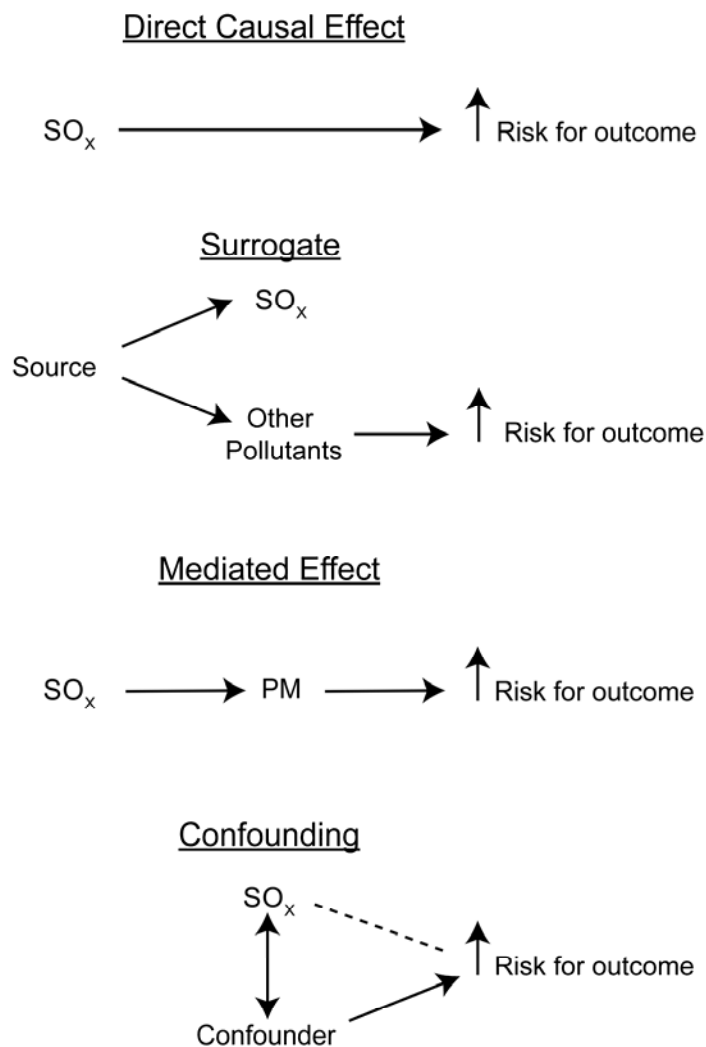 Direct Causal Effect
SOx
Risk for outcome
Surrogate
SOx
Source
Other
Pollutants
Risk for outcome
Mediated Effect
SOx
PM
Risk for outcome
Confounding
SOx
Risk for outcome
Confounder